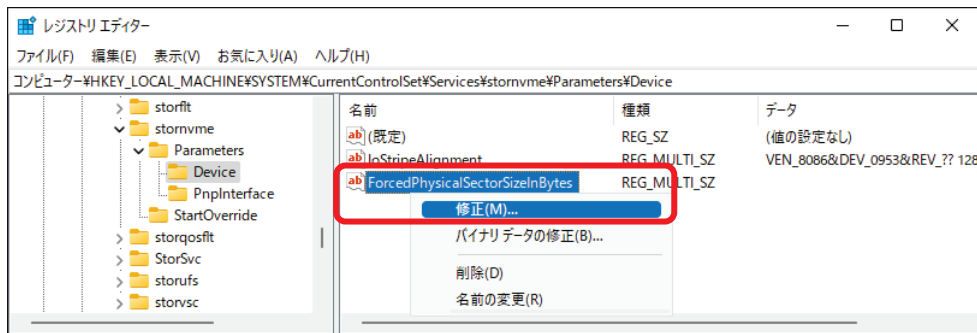 レジストリ エディター
ファイル(F) 編集(E) 表示(V) お気に入り(A) ヘルプ(H)
コンピューター¥HKEY_LOCAL_MACHINE¥SYSTEM¥CurrentControlSet¥Services¥stornvme¥Parameters¥Device
storflt
stornvme
Parameters
Device
PnpInterface
StartOverride
storqosflt
StorSvc
storufs
storvsc
名前 種類 データ
(既定) REG_SZ (値の設定なし)
IoStripeAlignment REG_MULTI_SZ VEN_8086&DEV_0953&REV_?? 128
ForcedPhysicalSectorSizeInBytes REG_MULTI_SZ
修正(M)...
バイナリ データの修正(B)...
削除(D)
名前の変更(R)